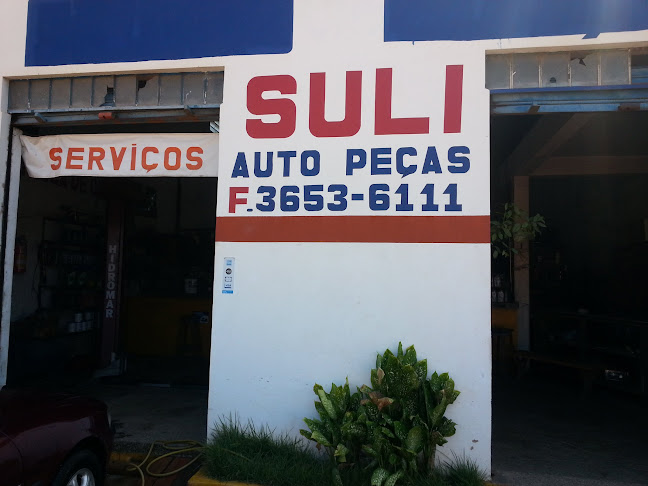 SULI
SERVIÇOS
AUTO PEÇAS
F.3653-6111
HIDROMAR